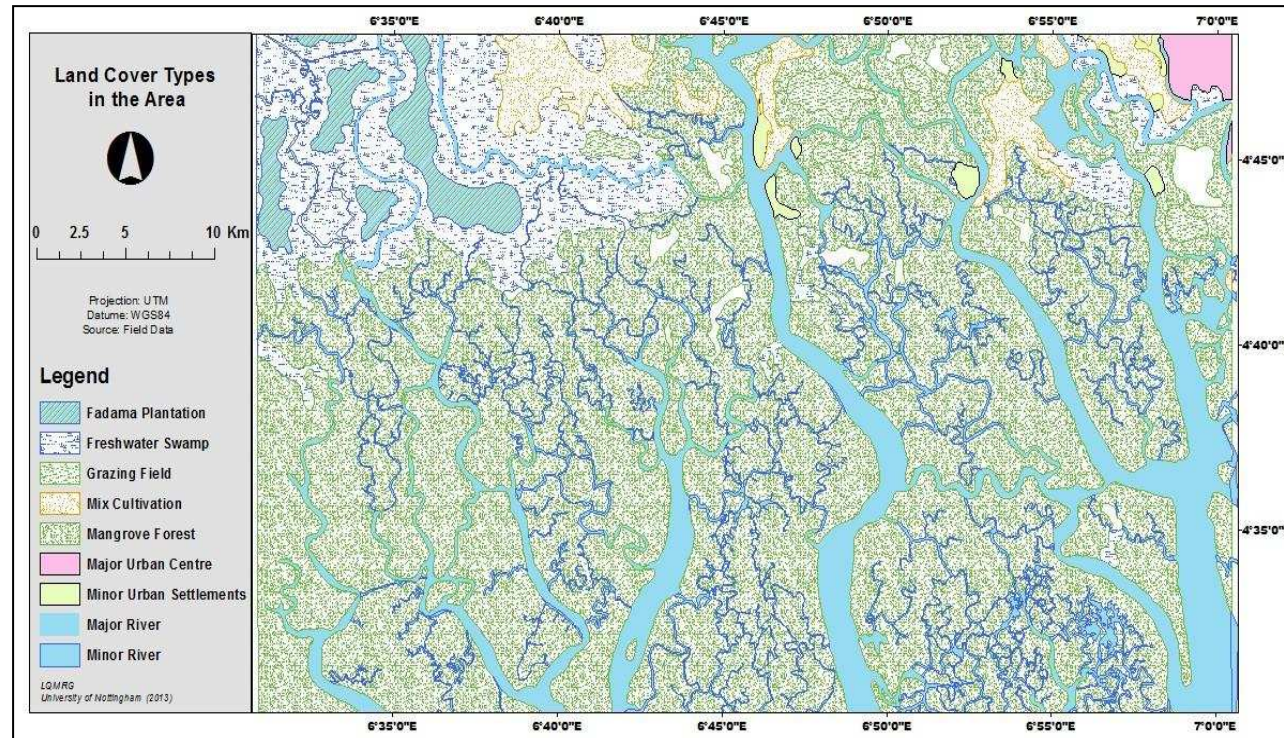 6°35'0"E 6°40'0"E 6°45'0"E 6°50'0"E 6°55'0"E 7°0'0"E
Land Cover Types
in the Area
0 2.5 5 10 Km
Projection: UTM
Datume: WGS84
Source: Field Data
Legend
Fadama Plantation
Freshwater Swamp
Grazing Field
Mix Cultivation
Mangrove Forest
Major Urban Centre
Minor Urban Settlements
Major River
Minor River
LQMRG
University of Nottingham (2013)
4°45'0"N
4°40'0"N
4°35'0"N
6°35'0"E 6°40'0"E 6°45'0"E 6°50'0"E 6°55'0"E 7°0'0"E